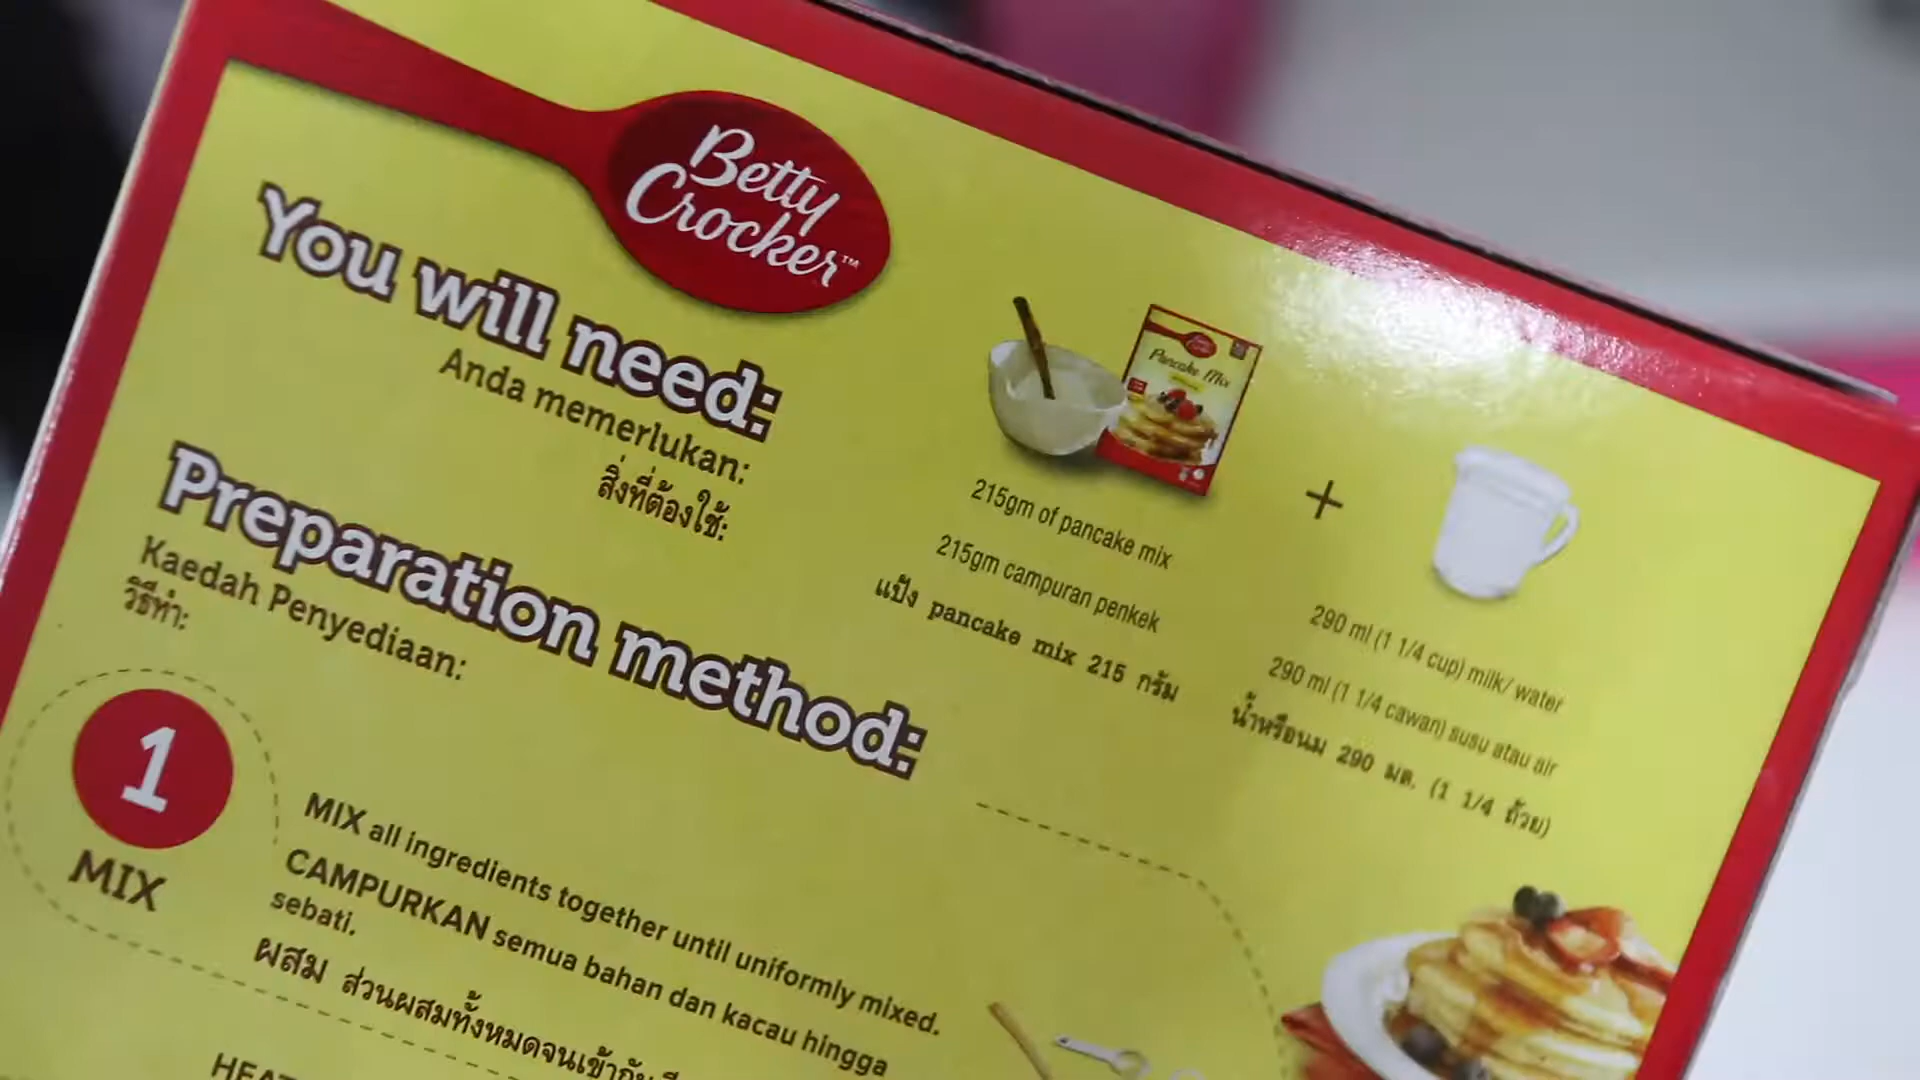 Betty
Crocker™
You will need:
Anda memerlukan:
สิ่งที่ต้องใช้:
Pancake Mix
215gm of pancake mix
215gm campuran penkek
แป้ง pancake mix 215 กรัม
+
290 ml (1 1/4 cup) milk/ water
290 ml (1 1/4 cawan) susu atau air
น้ำหรือนม 290 มล. (1 1/4 ถ้วย)
Preparation method:
Kaedah Penyediaan:
วิธีทำ:
1
MIX
MIX all ingredients together until uniformly mixed.
CAMPURKAN semua bahan dan kacau hingga
sebati.
ผสม ส่วนผสมทั้งหมดจนเข้ากัน